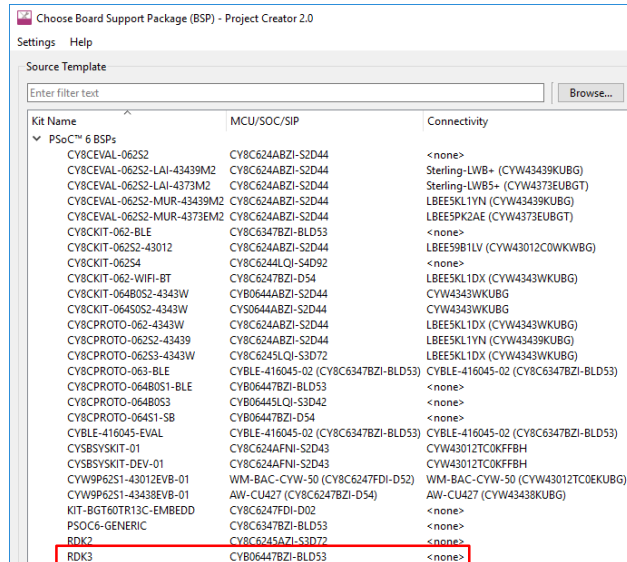 Choose Board Support Package (BSP) - Project Creator 2.0
Settings Help
Source Template
Enter filter text Browse...
Kit Name MCU/SOC/SIP Connectivity
PSoC™ 6 BSPs
CY8CEVAL-062S2 CY8C624ABZI-S2D44 <none>
CY8CEVAL-062S2-LAI-43439M2 CY8C624ABZI-S2D44 Sterling-LWB+ (CYW43439KUBG)
CY8CEVAL-062S2-LAI-4373M2 CY8C624ABZI-S2D44 Sterling-LWB5+ (CYW4373EUBGT)
CY8CEVAL-062S2-MUR-43439M2 CY8C624ABZI-S2D44 LBEE5KL1YN (CYW43439KUBG)
CY8CEVAL-062S2-MUR-4373EM2 CY8C624ABZI-S2D44 LBEE5PK2AE (CYW4373EUBGT)
CY8CKIT-062-BLE CY8C6347BZI-BLD53 <none>
CY8CKIT-062S2-43012 CY8C624ABZI-S2D44 LBEE59B1LV (CYW43012C0WKWBG)
CY8CKIT-062S4 CY8C6244LQI-S4D92 <none>
CY8CKIT-062-WIFI-BT CY8C6247BZI-D54 LBEE5KL1DX (CYW4343WKUBG)
CY8CKIT-064B0S2-4343W CYB0644ABZI-S2D44 CYW4343WKUBG
CY8CKIT-064S0S2-4343W CYS0644ABZI-S2D44 CYW4343WKUBG
CY8CPROTO-062-4343W CY8C624ABZI-S2D44 LBEE5KL1DX (CYW4343WKUBG)
CY8CPROTO-062S2-43439 CY8C624ABZI-S2D44 LBEE5KL1YN (CYW43439KUBG)
CY8CPROTO-062S3-4343W CY8C6245LQI-S3D72 LBEE5KL1DX (CYW4343WKUBG)
CY8CPROTO-063-BLE CYBLE-416045-02 (CY8C6347BZI-BLD53) CYBLE-416045-02 (CY8C6347BZI-BLD53)
CY8CPROTO-064B0S1-BLE CYB06447BZI-BLD53 <none>
CY8CPROTO-064B0S3 CYB06445LQI-S3D42 <none>
CY8CPROTO-064S1-SB CYB06447BZI-D54 <none>
CYBLE-416045-EVAL CYBLE-416045-02 (CY8C6347BZI-BLD53) CYBLE-416045-02 (CY8C6347BZI-BLD53)
CYSBSYSKIT-01 CY8C624AFNI-S2D43 CYW43012TC0KFFBH
CYSBSYSKIT-DEV-01 CY8C624AFNI-S2D43 CYW43012TC0KFFBH
CYW9P62S1-43012EVB-01 WM-BAC-CYW-50 (CY8C6247FDI-D52) WM-BAC-CYW-50 (CYW43012TC0EKUBG)
CYW9P62S1-43438EVB-01 AW-CU427 (CY8C6247BZI-D54) AW-CU427 (CYW43438KUBG)
KIT-BGT60TR13C-EMBEDD CY8C6247FDI-D02 <none>
PSOC6-GENERIC CY8C6347BZI-BLD53 <none>
RDK2 CY8C6245AZI-S3D72 <none>
RDK3 CYB06447BZI-BLD53 <none>